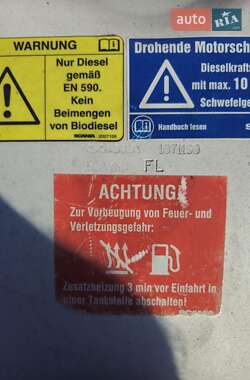 auto RIA
WARNUNG
Nur Diesel
gemäß
EN 590.
Kein
Beimengen
von Biodiesel
SCANIA
Drohende Motorsch
Dieselkraft
mit max. 10
Schwefelge
Handbuch lesen
S
FL
ACHTUNG!
Zur Vorbeugung von Feuer- und
Verletzungsgefahr:
Zusatzheizung 3 min vor Einfahrt in
einer Tankstelle abschalten!